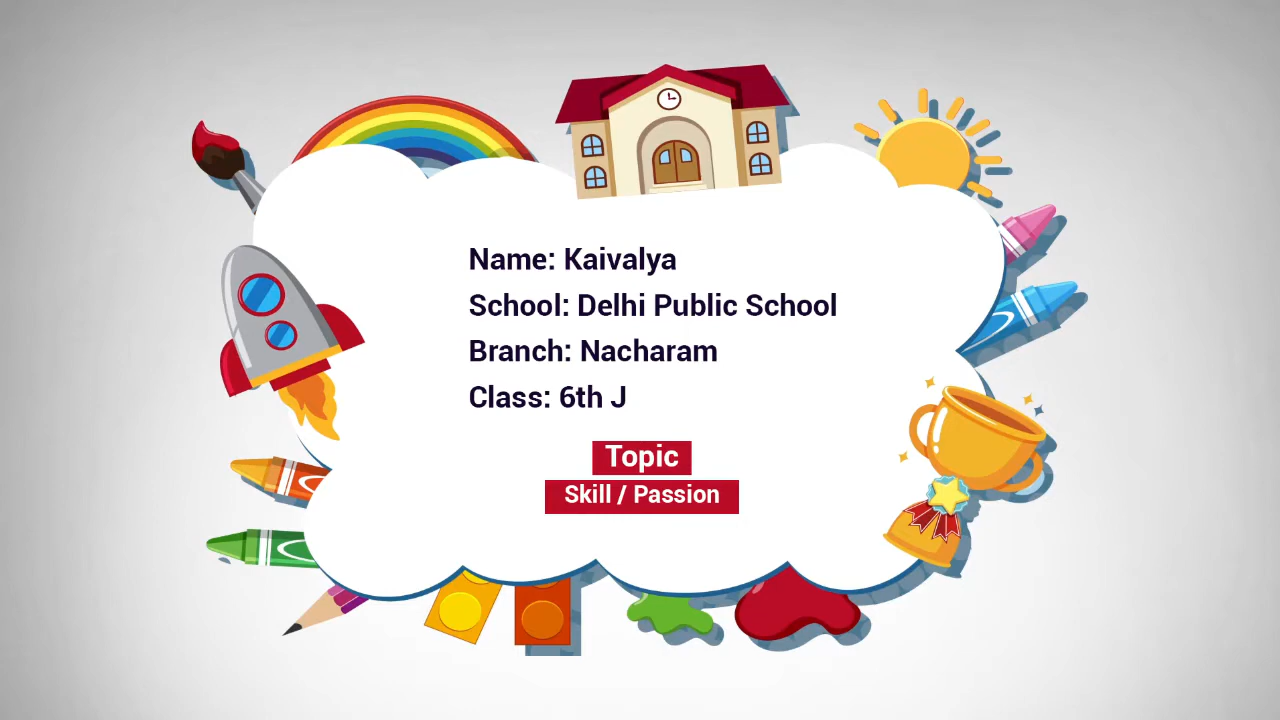 Name: Kaivalya
School: Delhi Public School
Branch: Nacharam
Class: 6th J
Topic
Skill / Passion